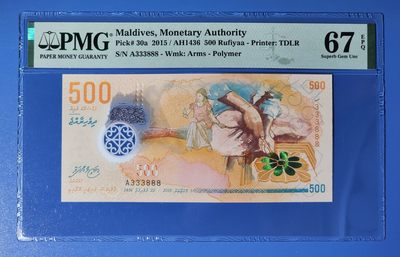 PMG
PAPER MONEY GUARANTY
Maldives, Monetary Authority
Pick# 30a 2015 / AH1436 500 Rufiyaa - Printer: TDLR
S/N A333888 - Wmk: Arms - Polymer
67 EPQ
Superb Gem Unc
500
500
A333888
500